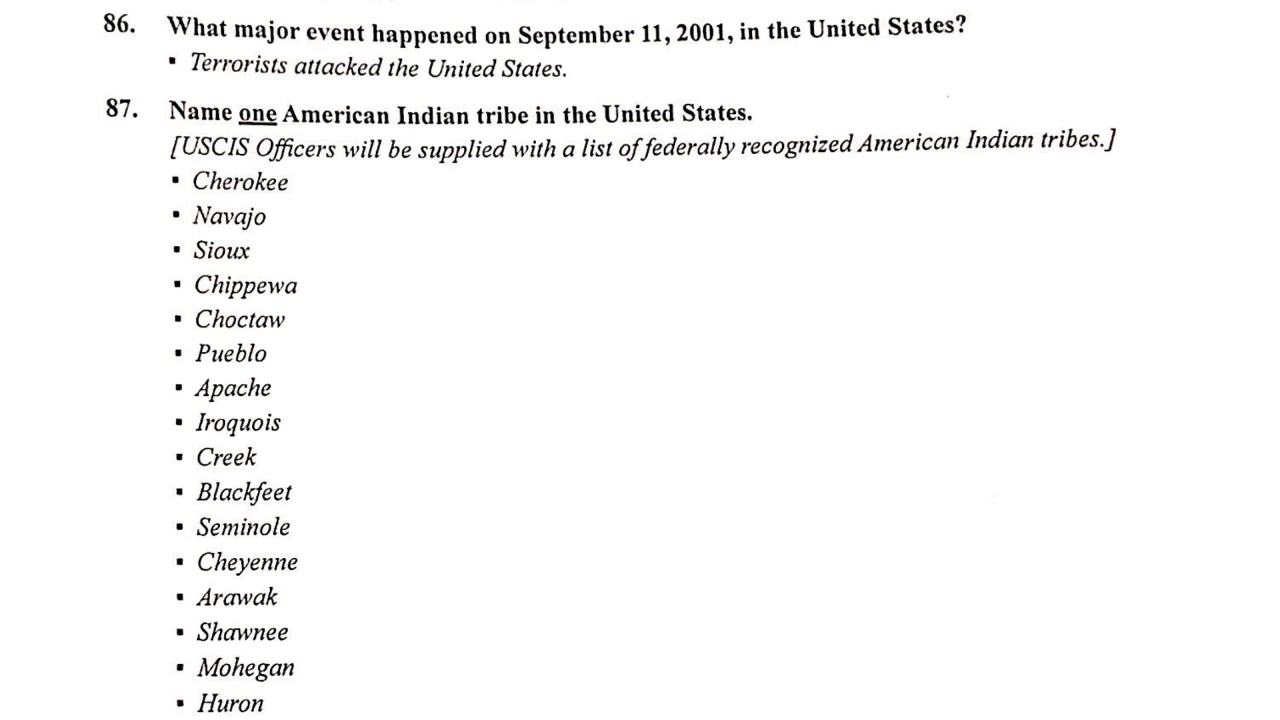 86. What major event happened on September 11, 2001, in the United States?
▪ Terrorists attacked the United States.
87. Name one American Indian tribe in the United States.
[USCIS Officers will be supplied with a list of federally recognized American Indian tribes.]
▪ Cherokee
▪ Navajo
▪ Sioux
▪ Chippewa
▪ Choctaw
▪ Pueblo
▪ Apache
▪ Iroquois
▪ Creek
▪ Blackfeet
▪ Seminole
▪ Cheyenne
▪ Arawak
▪ Shawnee
▪ Mohegan
▪ Huron